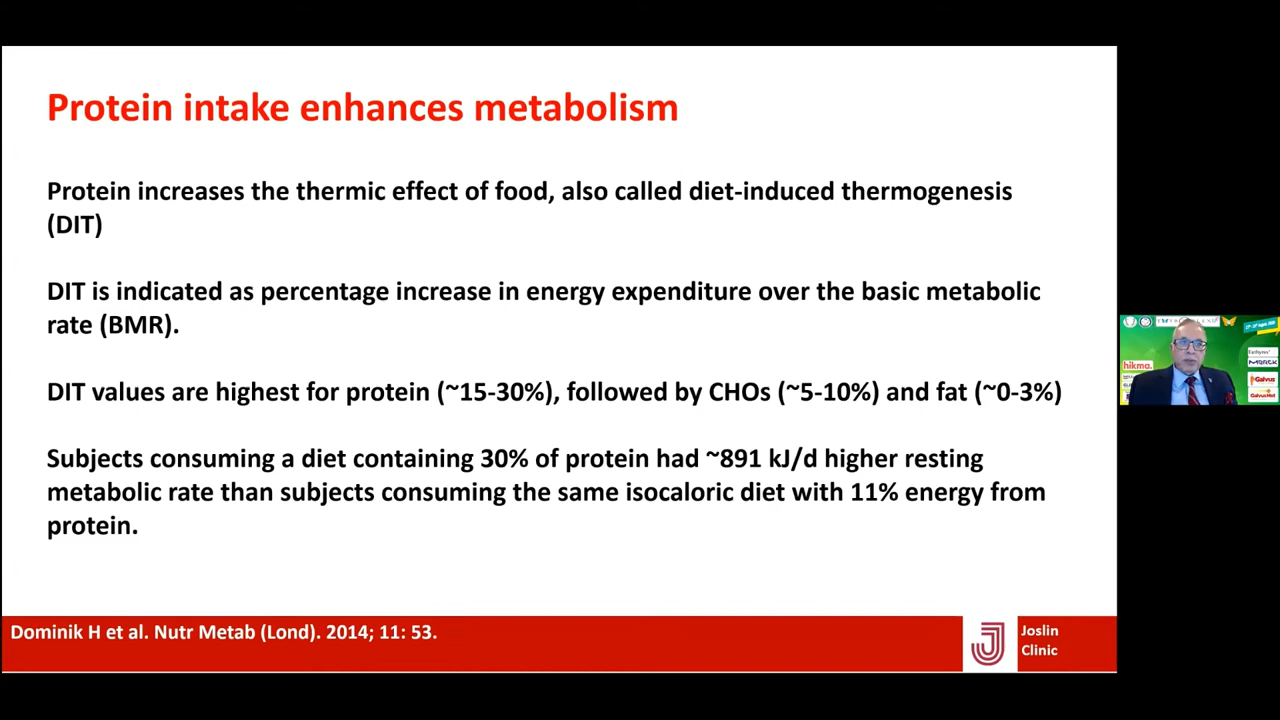 Protein intake enhances metabolism
Protein increases the thermic effect of food, also called diet-induced thermogenesis
(DIT)
DIT is indicated as percentage increase in energy expenditure over the basic metabolic
rate (BMR).
DIT values are highest for protein (~15-30%), followed by CHOs (~5-10%) and fat (~0-3%)
Subjects consuming a diet containing 30% of protein had ~891 kJ/d higher resting
metabolic rate than subjects consuming the same isocaloric diet with 11% energy from
protein.
Dominik H et al. Nutr Metab (Lond). 2014; 11: 53.
Joslin
Clinic
hikma.
MERCK
Galvus
GalvusMet